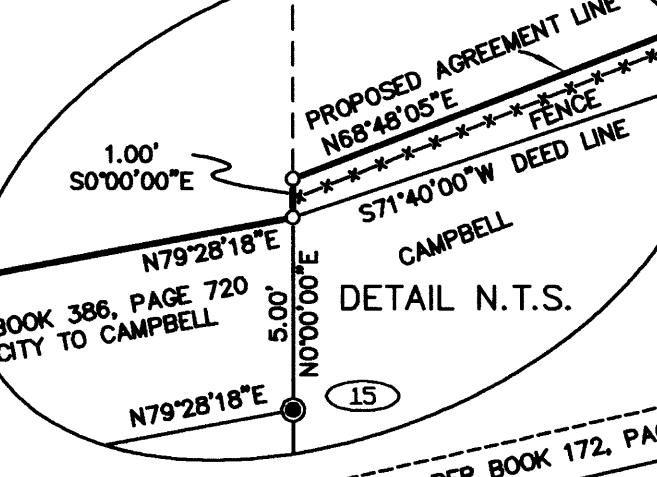 PROPOSED AGREEMENT LINE
N68°48'05"E
FENCE
1.00'
S0°00'00"E
S71°40'00"W DEED LINE
CAMPBELL
N79°28'18"E
BOOK 386, PAGE 720
CITY TO CAMPBELL
5.00'
N0°00'00"E
DETAIL N.T.S.
N79°28'18"E
15
BOOK 172,